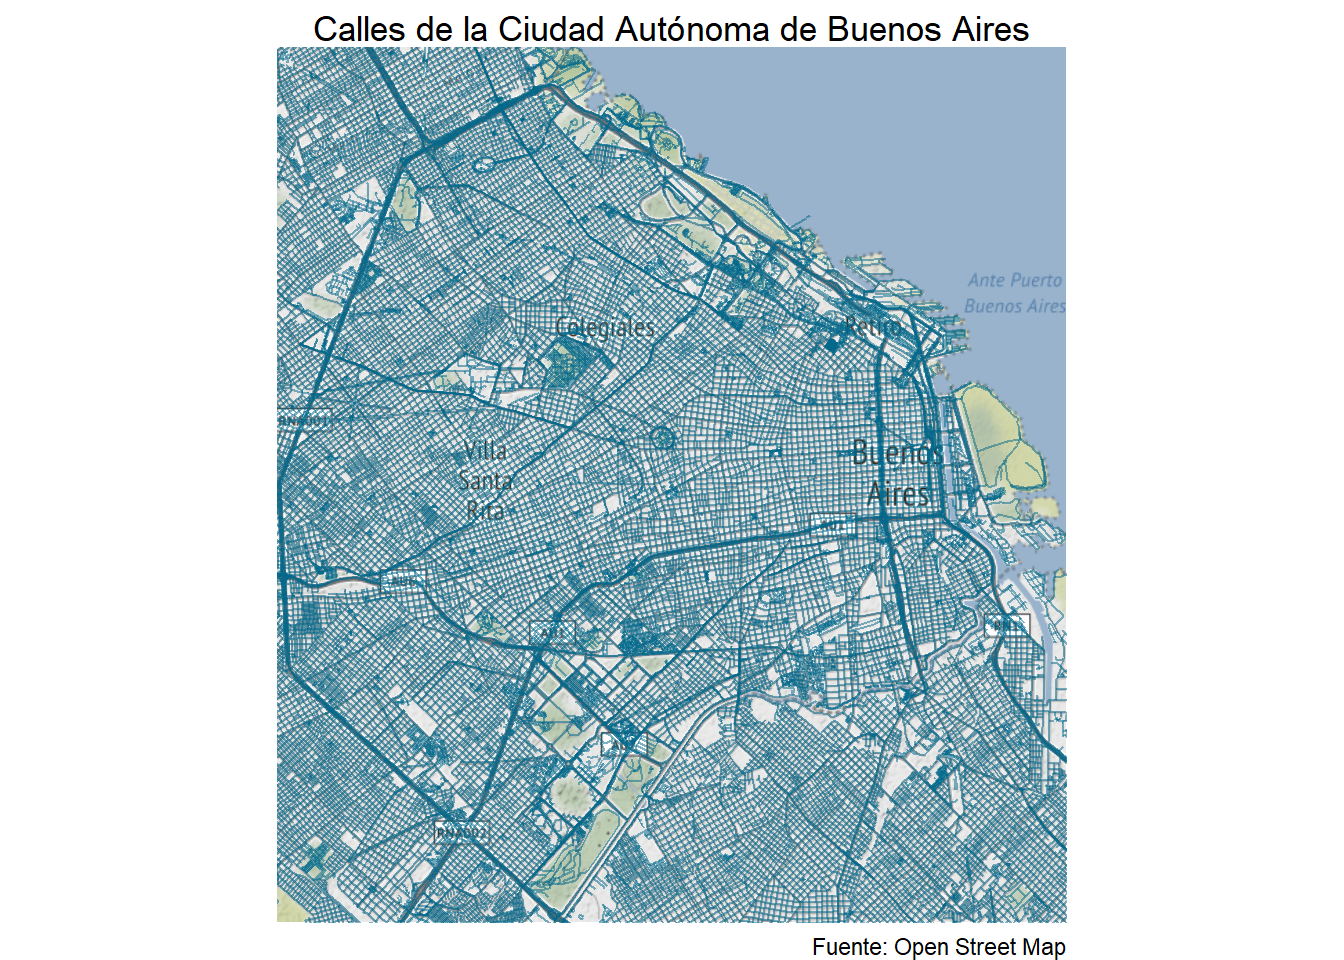 Calles de la Ciudad Autónoma de Buenos Aires
Ante Puerto
Buenos Aires
Colegiales
Retiro
Villa
Santa
Rita
Buenos
Aires
Fuente: Open Street Map